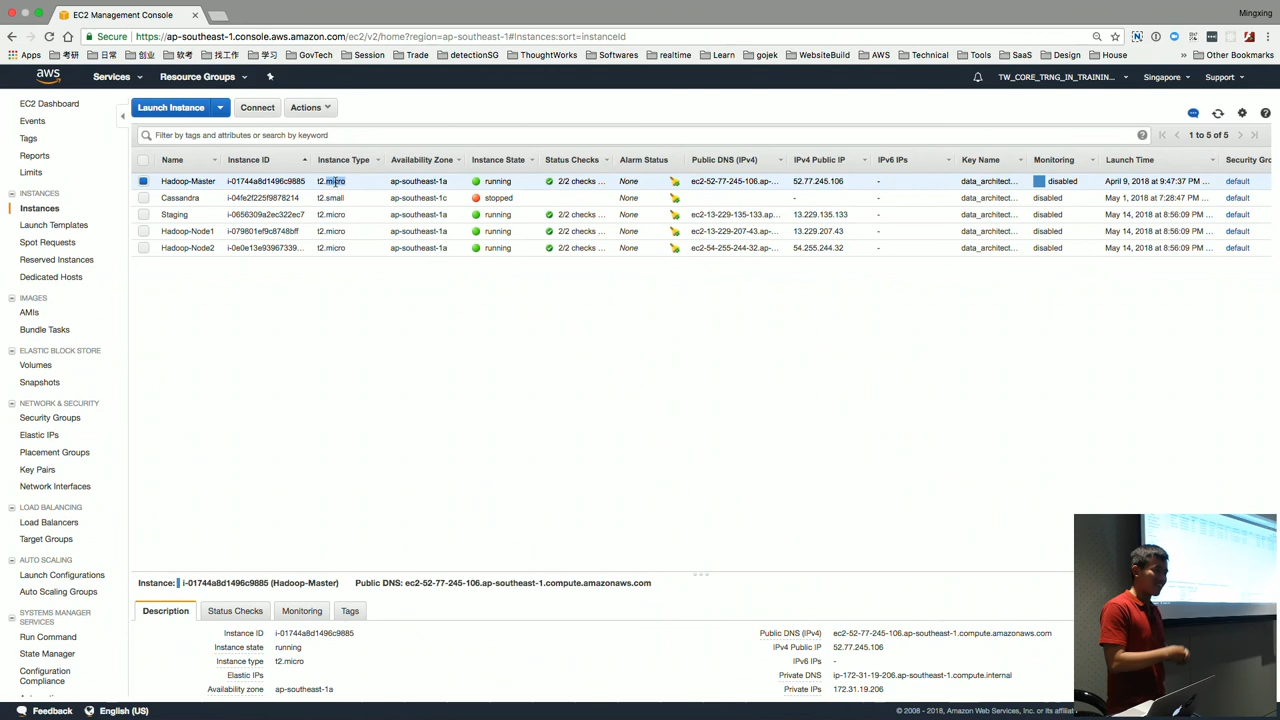 EC2 Management Console
Mingxing
Secure https://ap-southeast-1.console.aws.amazon.com/ec2/v2/home?region=ap-southeast-1#Instances:sort=instanceId
Apps 考研 日常 创业 软考 找工作 学习 GovTech Session Trade detectionSG ThoughtWorks Softwares realtime Learn gojek WebsiteBuild AWS Technical Tools SaaS Design House » Other Bookmarks
aws Services Resource Groups TW_CORE_TRNG_IN_TRAININ... Singapore Support
EC2 Dashboard
Events
Tags
Reports
Limits
INSTANCES
Instances
Launch Templates
Spot Requests
Reserved Instances
Dedicated Hosts
IMAGES
AMIs
Bundle Tasks
ELASTIC BLOCK STORE
Volumes
Snapshots
NETWORK & SECURITY
Security Groups
Elastic IPs
Placement Groups
Key Pairs
Network Interfaces
LOAD BALANCING
Load Balancers
Target Groups
AUTO SCALING
Launch Configurations
Auto Scaling Groups
SYSTEMS MANAGER
SERVICES
Run Command
State Manager
Configuration
Compliance
Launch Instance Connect Actions
Filter by tags and attributes or search by keyword 1 to 5 of 5
Name Instance ID Instance Type Availability Zone Instance State Status Checks Alarm Status Public DNS (IPv4) IPv4 Public IP IPv6 IPs Key Name Monitoring Launch Time Security Gro
Hadoop-Master i-01744a8d1496c9885 t2.micro ap-southeast-1a running 2/2 checks ... None ec2-52-77-245-106.ap-... 52.77.245.106 - data_architect... disabled April 9, 2018 at 9:47:37 PM ... default
Cassandra i-04fe2f225f9878214 t2.small ap-southeast-1c stopped None - - data_architect... disabled May 1, 2018 at 7:28:47 PM ... default
Staging i-0656309a2ec322ec7 t2.micro ap-southeast-1a running 2/2 checks ... None ec2-13-229-135-133.ap... 13.229.135.133 - data_architect... disabled May 14, 2018 at 8:56:09 PM ... default
Hadoop-Node1 i-079801ef9c8748bff t2.micro ap-southeast-1a running 2/2 checks ... None ec2-13-229-207-43.ap-... 13.229.207.43 - data_architect... disabled May 14, 2018 at 8:56:09 PM ... default
Hadoop-Node2 i-0e0e13e93967339... t2.micro ap-southeast-1a running 2/2 checks ... None ec2-54-255-244-32.ap-... 54.255.244.32 - data_architect... disabled May 14, 2018 at 8:56:09 PM ... default
Instance: i-01744a8d1496c9885 (Hadoop-Master) Public DNS: ec2-52-77-245-106.ap-southeast-1.compute.amazonaws.com
Description Status Checks Monitoring Tags
Instance ID i-01744a8d1496c9885 Public DNS (IPv4) ec2-52-77-245-106.ap-southeast-1.compute.amazonaws.com
Instance state running IPv4 Public IP 52.77.245.106
Instance type t2.micro IPv6 IPs -
Elastic IPs Private DNS ip-172-31-19-206.ap-southeast-1.compute.internal
Availability zone ap-southeast-1a Private IPs 172.31.19.206
Feedback English (US) © 2008 - 2018, Amazon Web Services, Inc. or its affiliat